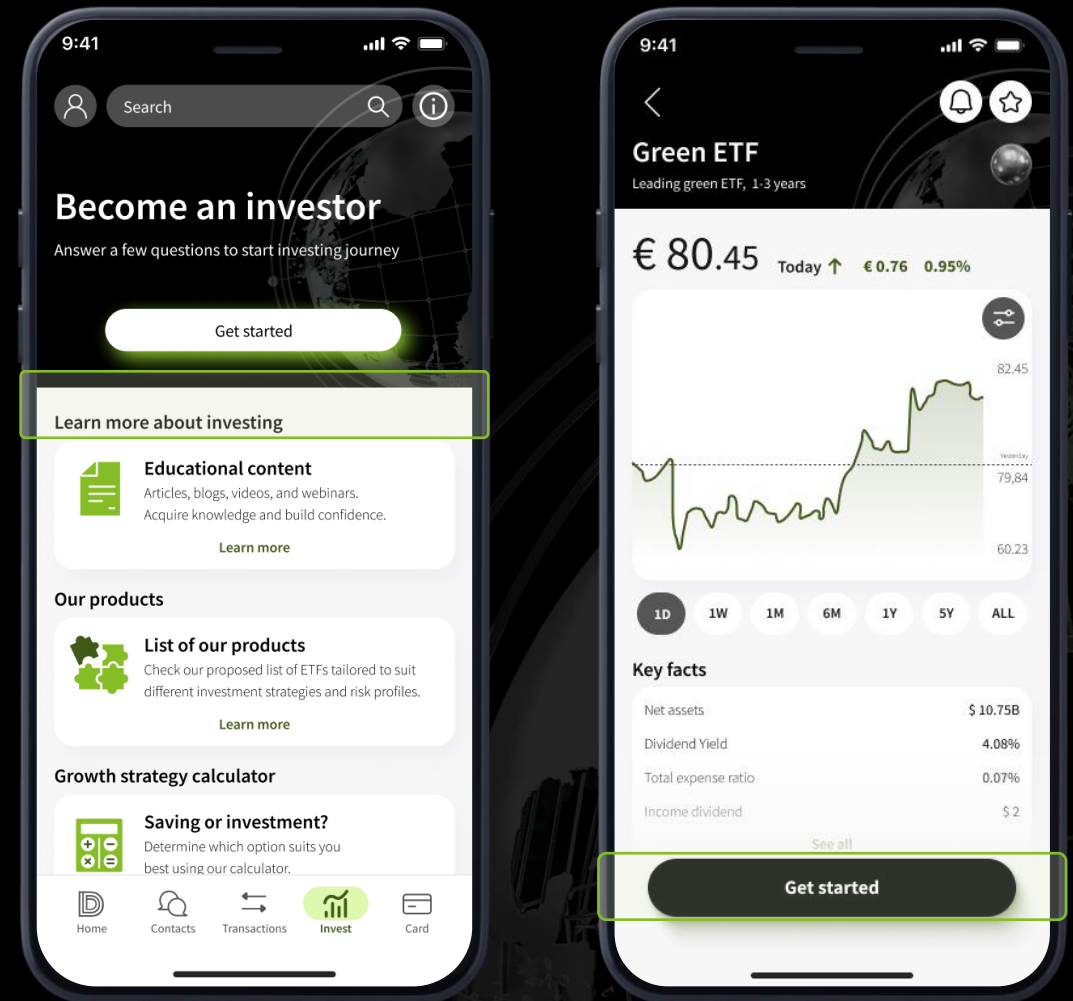 9:41
Search
Become an investor
Answer a few questions to start investing journey
Get started
Learn more about investing
Educational content
Articles, blogs, videos, and webinars.
Acquire knowledge and build confidence.
Learn more
Our products
List of our products
Check our proposed list of ETFs tailored to suit
different investment strategies and risk profiles.
Learn more
Growth strategy calculator
Saving or investment?
Determine which option suits you
best using our calculator.
Home Contacts Transactions Invest Card
9:41
Green ETF
Leading green ETF, 1-3 years
€ 80.45 Today ↑ € 0.76 0.95%
82.45
Yesterday
79,84
60.23
1D 1W 1M 6M 1Y 5Y ALL
Key facts
Net assets $ 10.75B
Dividend Yield 4.08%
Total expense ratio 0.07%
Income dividend $ 2
See all
Get started